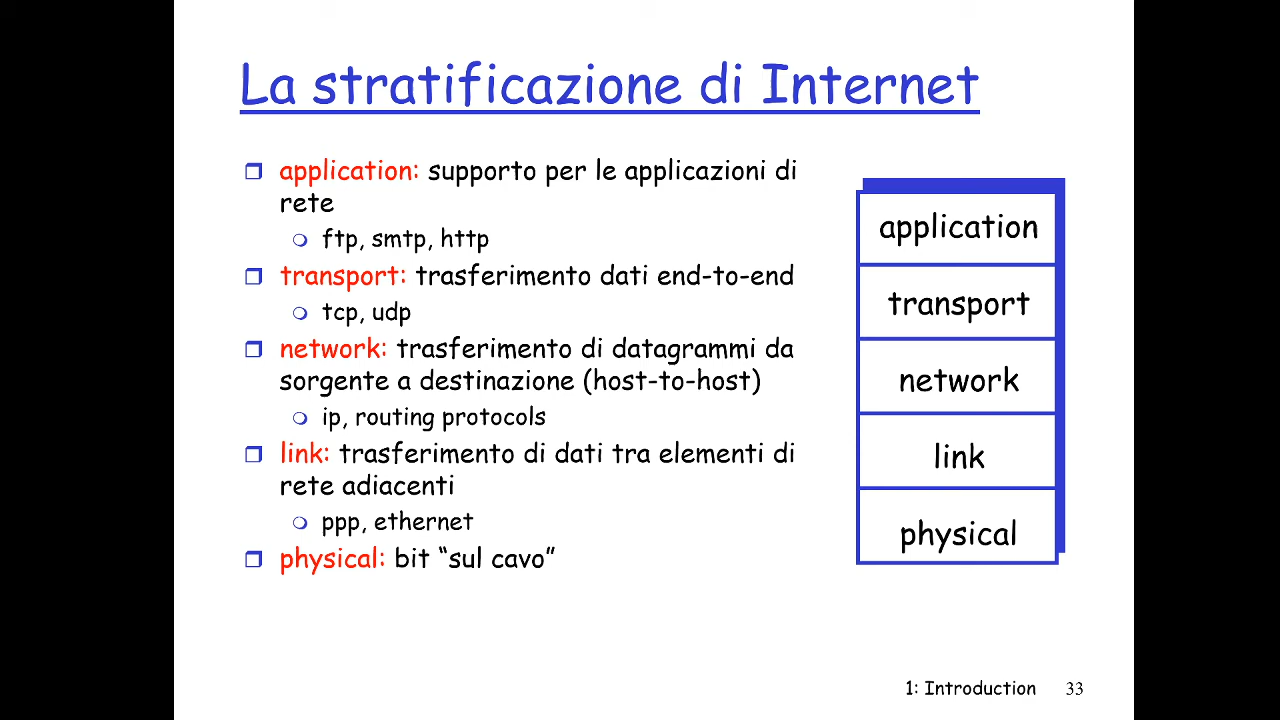 La stratificazione di Internet
application: supporto per le applicazioni di
rete
ftp, smtp, http
transport: trasferimento dati end-to-end
tcp, udp
network: trasferimento di datagrammi da
sorgente a destinazione (host-to-host)
ip, routing protocols
link: trasferimento di dati tra elementi di
rete adiacenti
ppp, ethernet
physical: bit “sul cavo”
application
transport
network
link
physical
1: Introduction 33